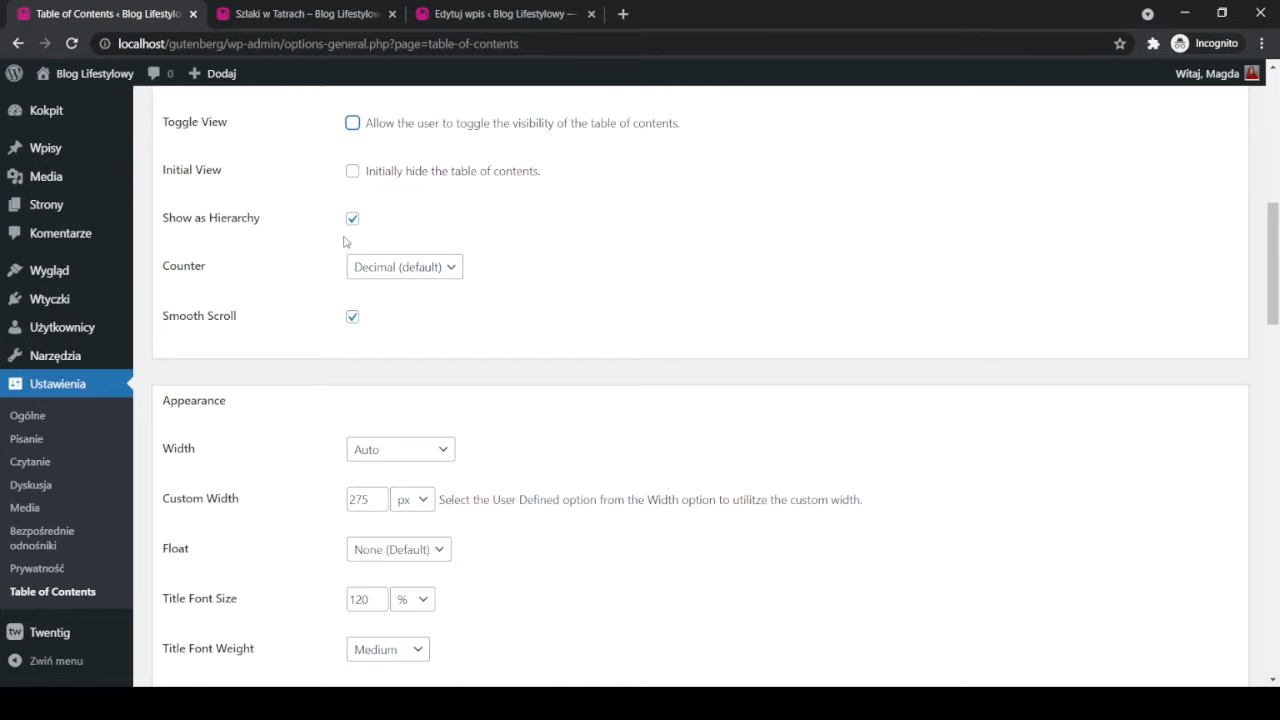 Table of Contents ‹ Blog Lifestylo
Szlaki w Tatrach – Blog Lifestylo
Edytuj wpis ‹ Blog Lifestylowy —
localhost/gutenberg/wp-admin/options-general.php?page=table-of-contents
Incognito
Blog Lifestylowy
0
Dodaj
Witaj, Magda
Kokpit
Wpisy
Media
Strony
Komentarze
Wygląd
Wtyczki
Użytkownicy
Narzędzia
Ustawienia
Ogólne
Pisanie
Czytanie
Dyskusja
Media
Bezpośrednie
odnośniki
Prywatność
Table of Contents
tw Twentig
Zwiń menu
Toggle View
Allow the user to toggle the visibility of the table of contents.
Initial View
Initially hide the table of contents.
Show as Hierarchy
Counter
Decimal (default)
Smooth Scroll
Appearance
Width
Auto
Custom Width
275 px Select the User Defined option from the Width option to utilitze the custom width.
Float
None (Default)
Title Font Size
120 %
Title Font Weight
Medium